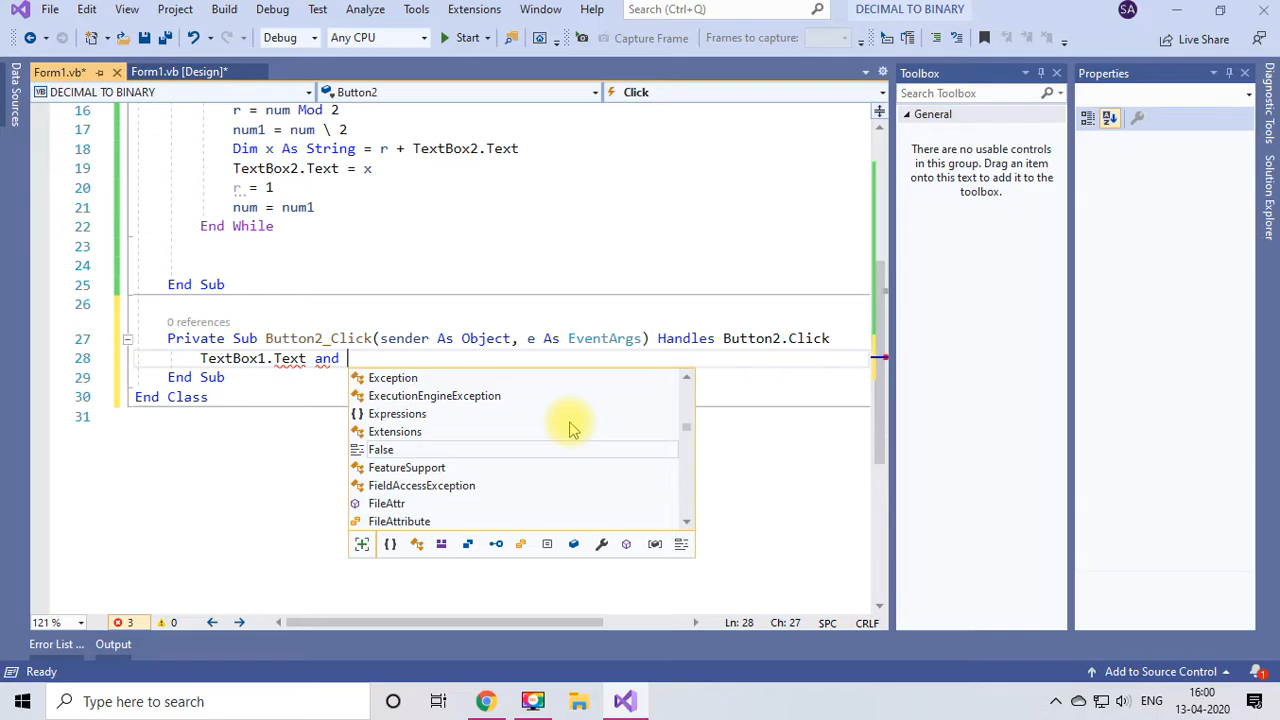 File Edit View Project Build Debug Test Analyze Tools Extensions Window Help Search (Ctrl+Q) DECIMAL TO BINARY SA
Debug Any CPU Start Capture Frame Frames to capture: Live Share
Form1.vb* Form1.vb [Design]* Toolbox Properties
VB DECIMAL TO BINARY Button2 Click Search Toolbox
General
There are no usable controls
in this group. Drag an item
onto this text to add it to the
toolbox.
Data Sources
Diagnostic Tools
Solution Explorer
16 r = num Mod 2
17 num1 = num \ 2
18 Dim x As String = r + TextBox2.Text
19 TextBox2.Text = x
20 r = 1
21 num = num1
22 End While
23
24
25 End Sub
26
0 references
27 Private Sub Button2_Click(sender As Object, e As EventArgs) Handles Button2.Click
28 TextBox1.Text and
29 End Sub
30 End Class
31
Exception
ExecutionEngineException
Expressions
Extensions
False
FeatureSupport
FieldAccessException
FileAttr
FileAttribute
121 % 3 0 Ln: 28 Ch: 27 SPC CRLF
Error List ... Output
Ready Add to Source Control 1
Type here to search ENG 16:00
13-04-2020